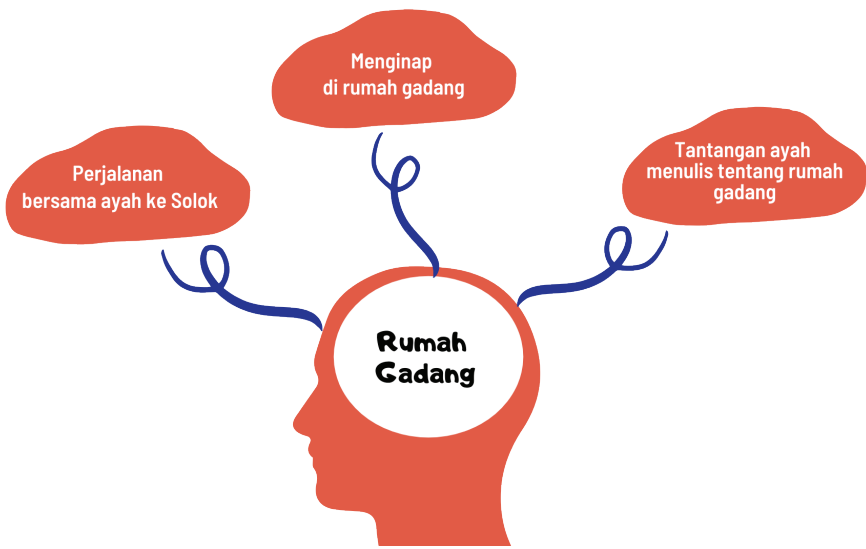 Menginap
di rumah gadang
Perjalanan
bersama ayah ke Solok
Tantangan ayah
menulis tentang rumah
gadang
Rumah
Gadang